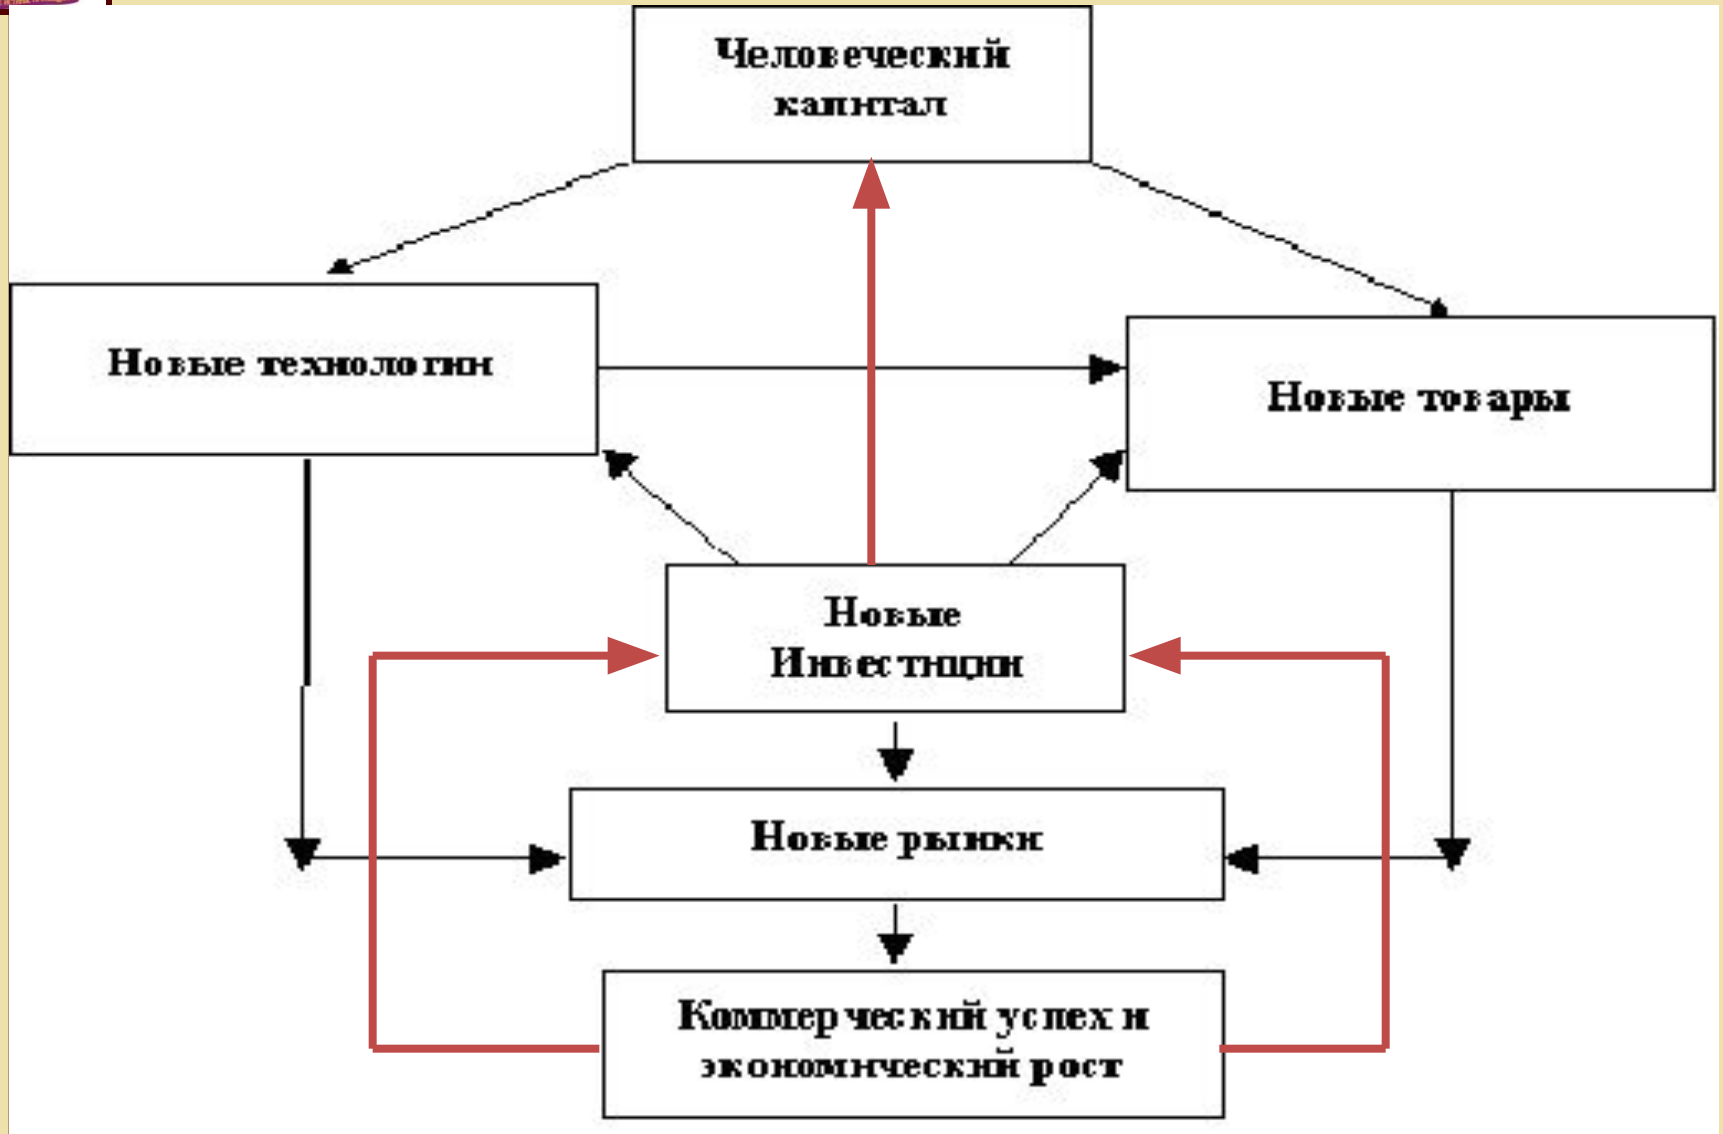 Человеческий
капитал
Новые технологии
Новые товары
Новые
Инвестиции
Новые рынки
Коммерческий успех и
экономический рост